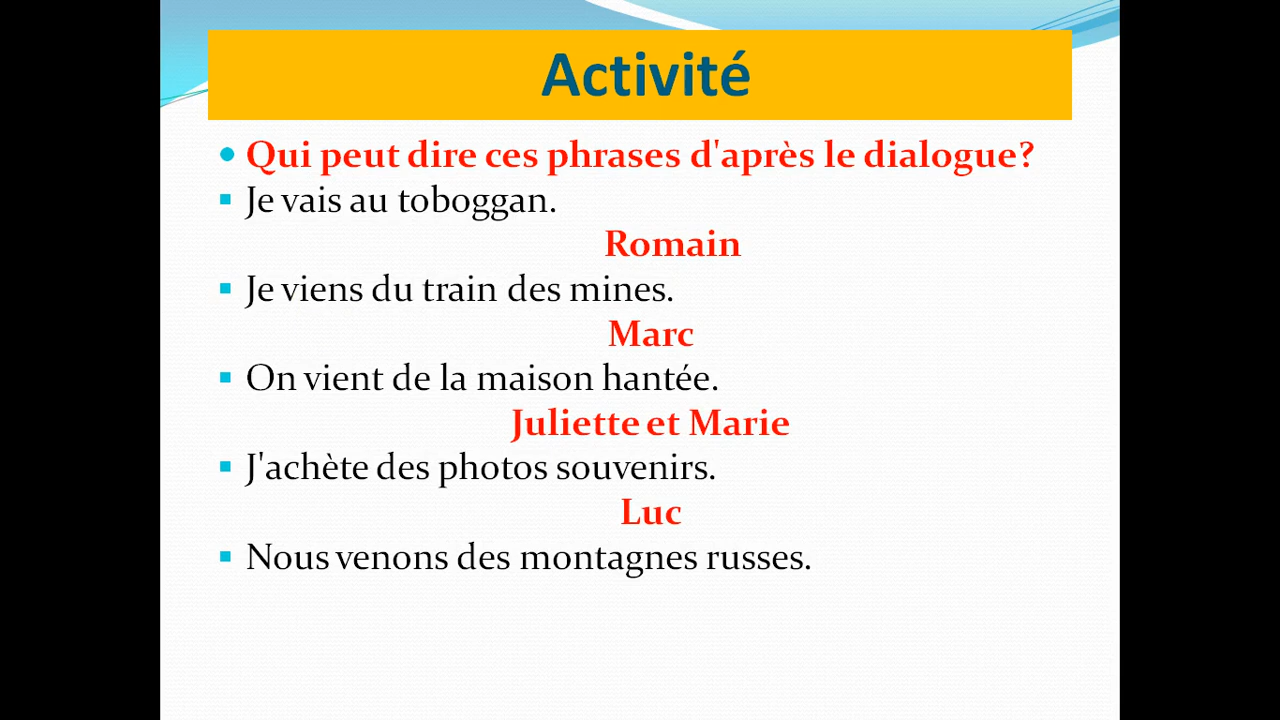 Activité
Qui peut dire ces phrases d'après le dialogue?
Je vais au toboggan.
Romain
Je viens du train des mines.
Marc
On vient de la maison hantée.
Juliette et Marie
J'achète des photos souvenirs.
Luc
Nous venons des montagnes russes.